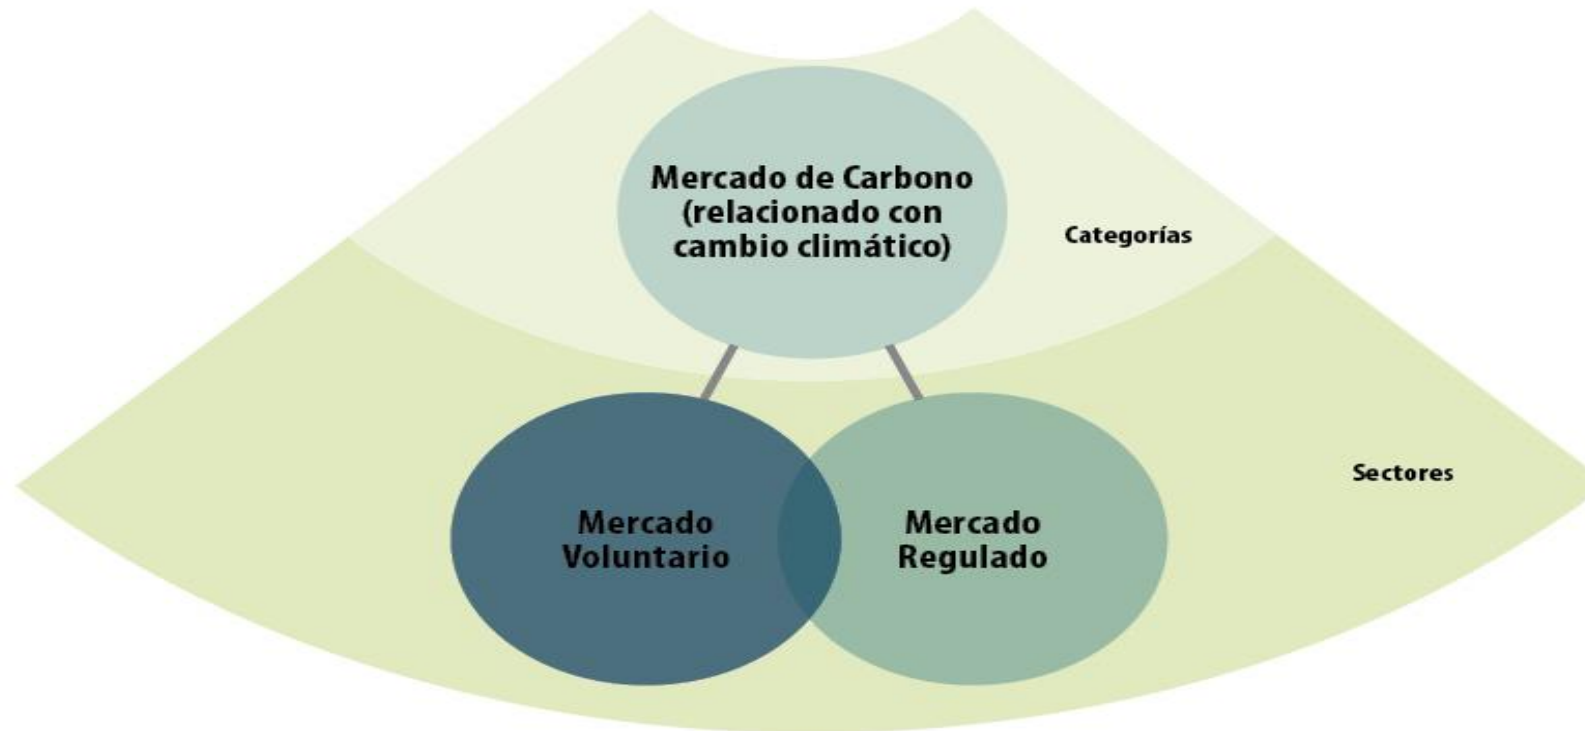 Mercado de Carbono
(relacionado con
cambio climático)
Categorías
Sectores
Mercado
Voluntario
Mercado
Regulado